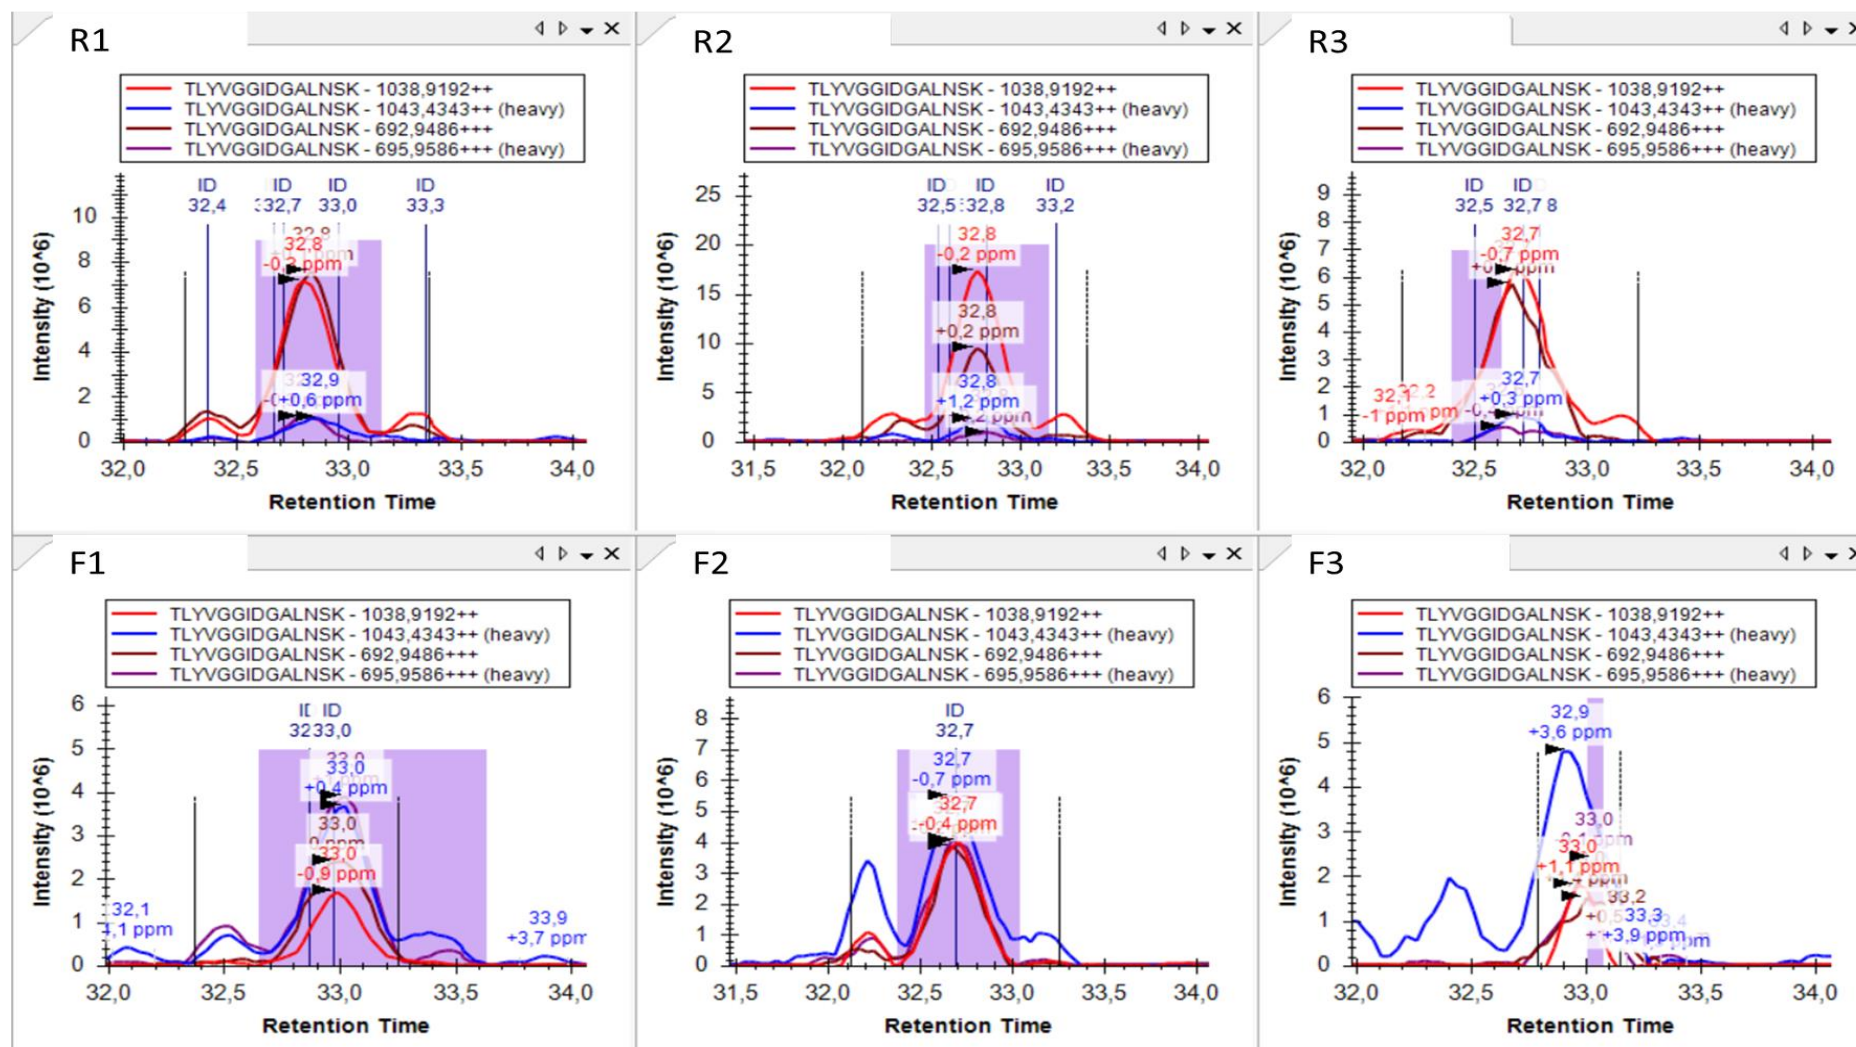 R1
TLYVGGIDGALNSK - 1038,9192++
TLYVGGIDGALNSK - 1043,4343++ (heavy)
TLYVGGIDGALNSK - 692,9486+++
TLYVGGIDGALNSK - 695,9586+++ (heavy)
ID ID ID ID
32,4 32,7 33,0 33,3
32,8
32,8
ppm
32,9
+0,6 ppm
Intensity (10^6)
10
8
6
4
2
0
32,0 32,5 33,0 33,5 34,0
Retention Time
R2
TLYVGGIDGALNSK - 1038,9192++
TLYVGGIDGALNSK - 1043,4343++ (heavy)
TLYVGGIDGALNSK - 692,9486+++
TLYVGGIDGALNSK - 695,9586+++ (heavy)
ID ID ID
32,5 32,8 33,2
32,8
-0,2 ppm
32,8
+0,2 ppm
32,8
+1,2 ppm
ppm
Intensity (10^6)
25
20
15
10
5
0
31,5 32,0 32,5 33,0 33,5 34,0
Retention Time
R3
TLYVGGIDGALNSK - 1038,9192++
TLYVGGIDGALNSK - 1043,4343++ (heavy)
TLYVGGIDGALNSK - 692,9486+++
TLYVGGIDGALNSK - 695,9586+++ (heavy)
ID ID
32,5 32,7 8
32,7
-0,7 ppm
32,7
+0,3 ppm
32,1
-1 ppm
Intensity (10^6)
9
8
7
6
5
4
3
2
1
0
32,0 32,5 33,0 33,5 34,0
Retention Time
F1
TLYVGGIDGALNSK - 1038,9192++
TLYVGGIDGALNSK - 1043,4343++ (heavy)
TLYVGGIDGALNSK - 692,9486+++
TLYVGGIDGALNSK - 695,9586+++ (heavy)
ID
33,0
33,0
33,0
+0,4 ppm
33,0
ppm
33,0
-0,9 ppm
32,1
ppm
33,9
+3,7 ppm
Intensity (10^6)
6
5
4
3
2
1
0
32,0 32,5 33,0 33,5 34,0
Retention Time
F2
TLYVGGIDGALNSK - 1038,9192++
TLYVGGIDGALNSK - 1043,4343++ (heavy)
TLYVGGIDGALNSK - 692,9486+++
TLYVGGIDGALNSK - 695,9586+++ (heavy)
ID
32,7
32,7
-0,7 ppm
32,7
-0,4 ppm
Intensity (10^6)
8
7
6
5
4
3
2
1
0
31,5 32,0 32,5 33,0 33,5 34,0
Retention Time
F3
TLYVGGIDGALNSK - 1038,9192++
TLYVGGIDGALNSK - 1043,4343++ (heavy)
TLYVGGIDGALNSK - 692,9486+++
TLYVGGIDGALNSK - 695,9586+++ (heavy)
32,9
+3,6 ppm
33,0
33,0
+1,1 ppm
33,2
33,3
+3,9 ppm
Intensity (10^6)
6
5
4
3
2
1
0
32,0 32,5 33,0 33,5 34,0
Retention Time